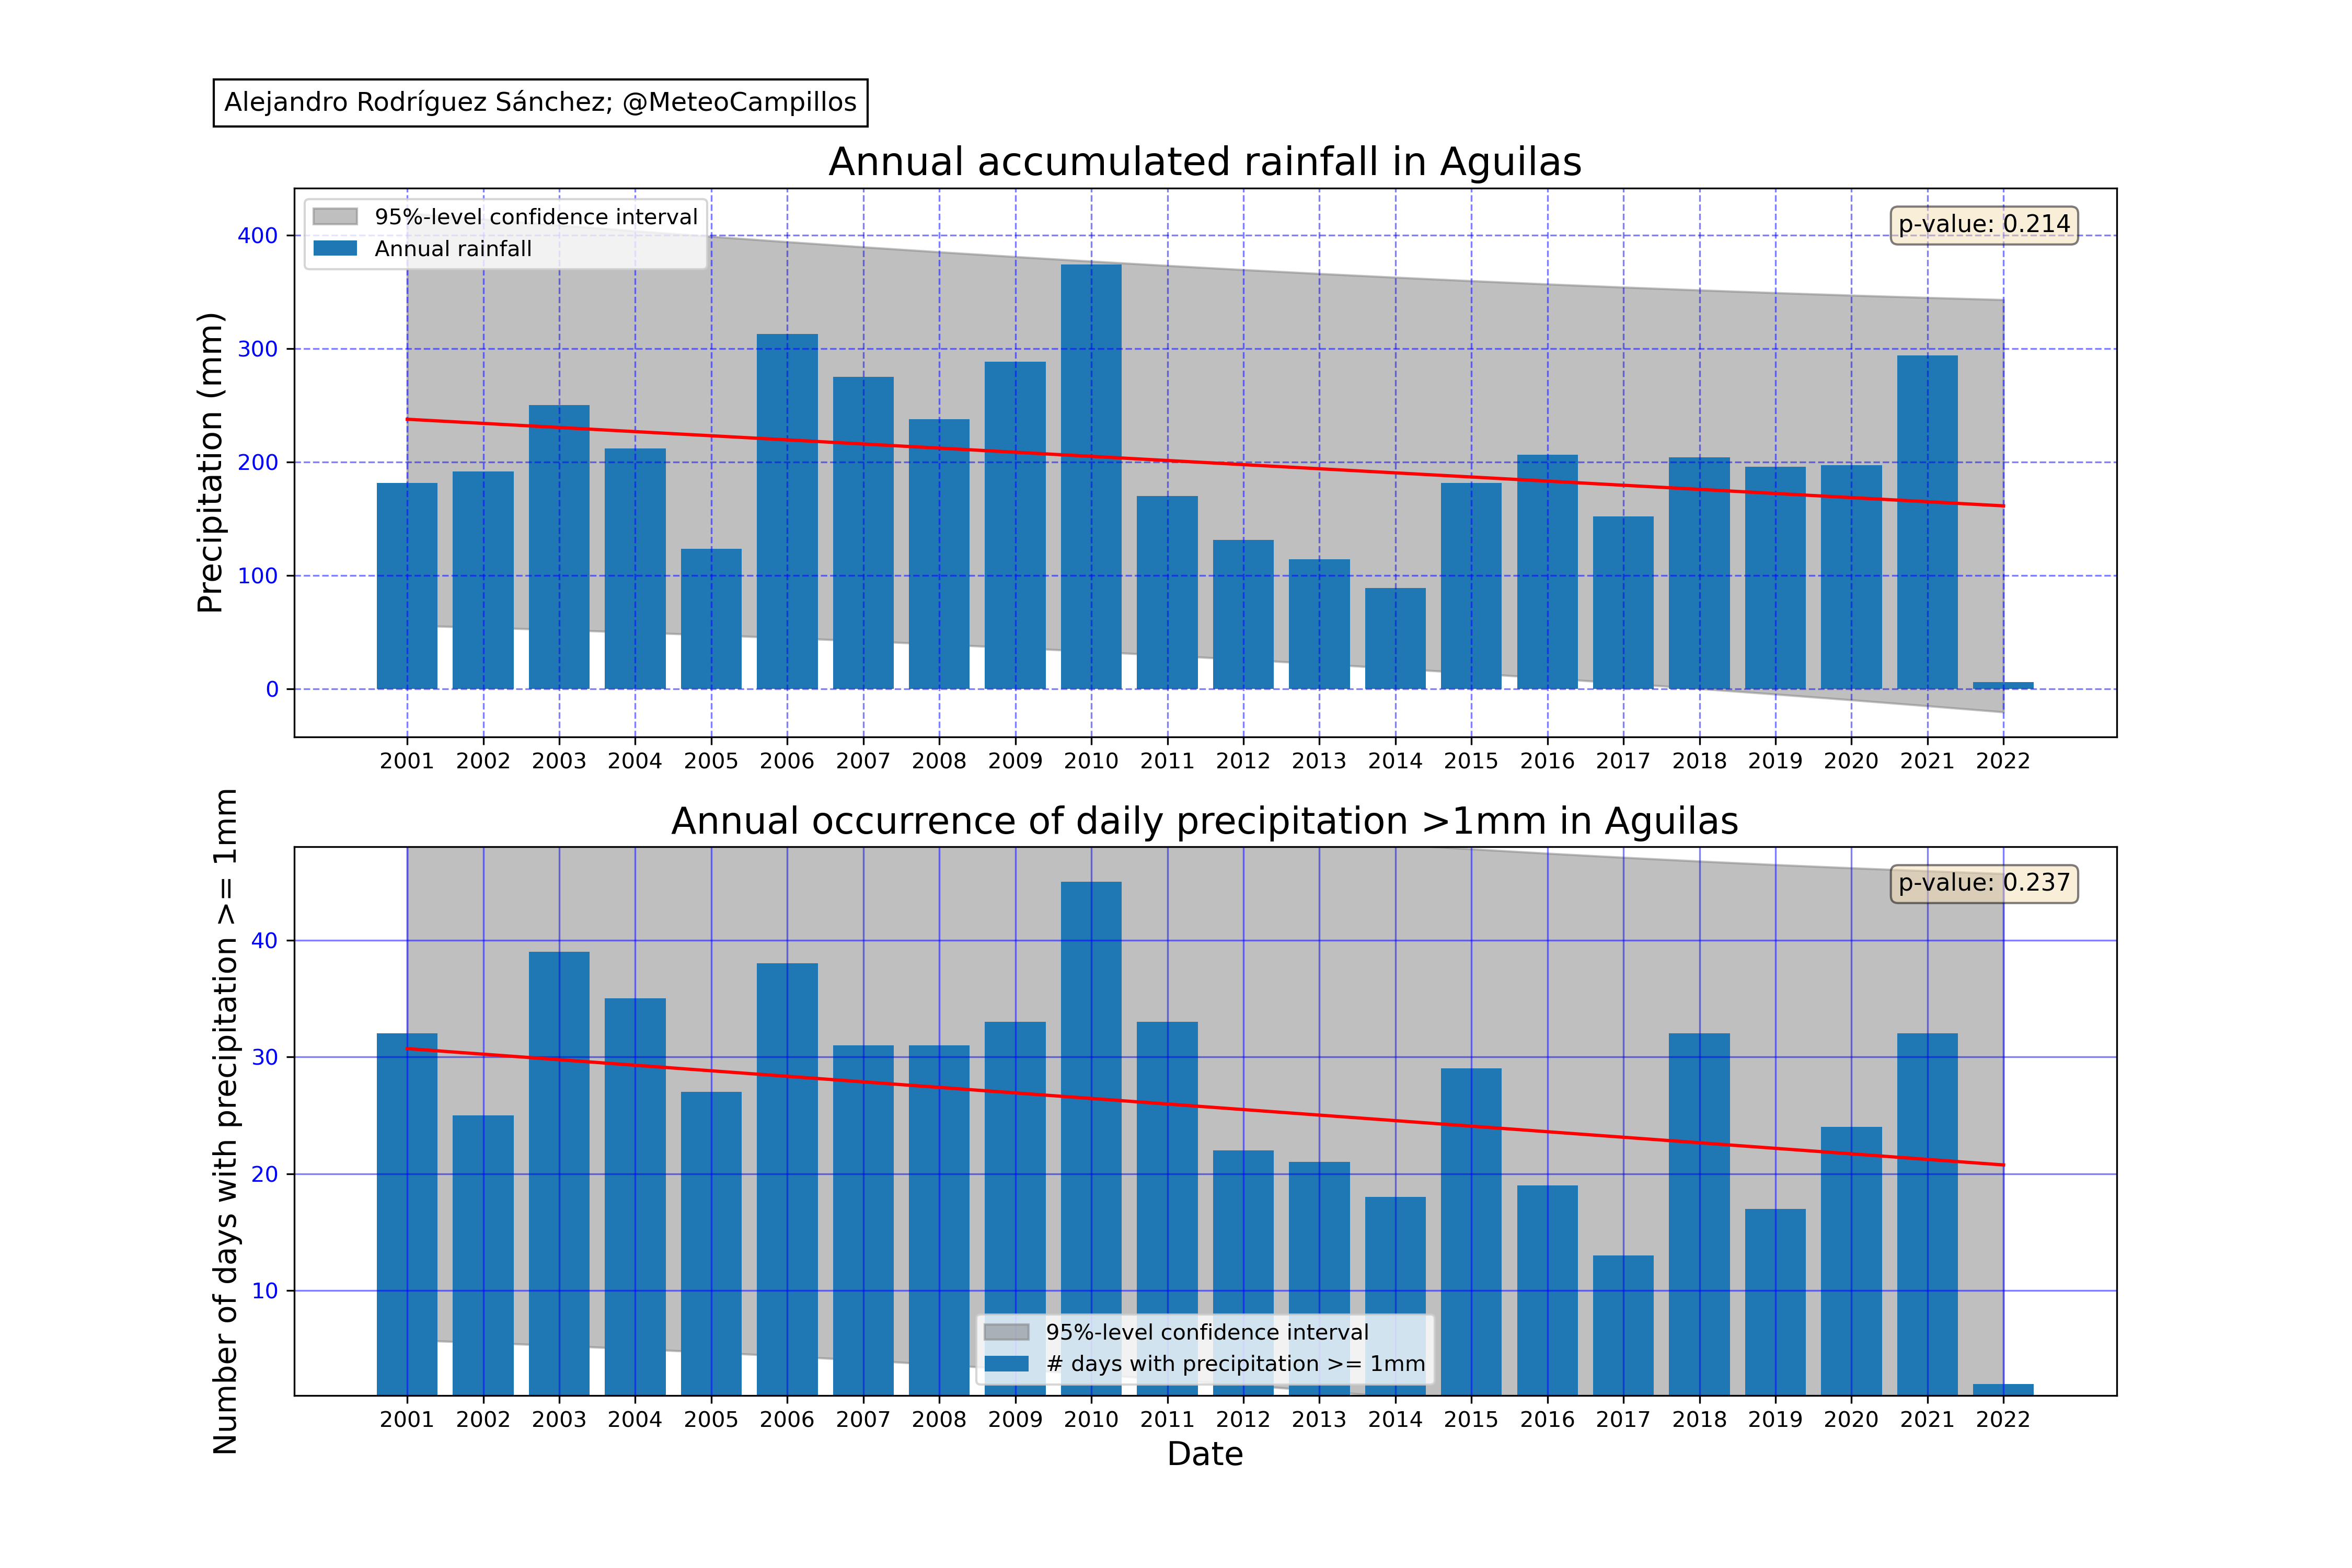 Alejandro Rodríguez Sánchez; @MeteoCampillos
Annual accumulated rainfall in Aguilas
95%-level confidence interval
Annual rainfall
p-value: 0.214
Precipitation (mm)
400
300
200
100
0
2001 2002 2003 2004 2005 2006 2007 2008 2009 2010 2011 2012 2013 2014 2015 2016 2017 2018 2019 2020 2021 2022
Annual occurrence of daily precipitation >1mm in Aguilas
p-value: 0.237
Number of days with precipitation >= 1mm
40
30
20
10
95%-level confidence interval
# days with precipitation >= 1mm
2001 2002 2003 2004 2005 2006 2007 2008 2009 2010 2011 2012 2013 2014 2015 2016 2017 2018 2019 2020 2021 2022
Date